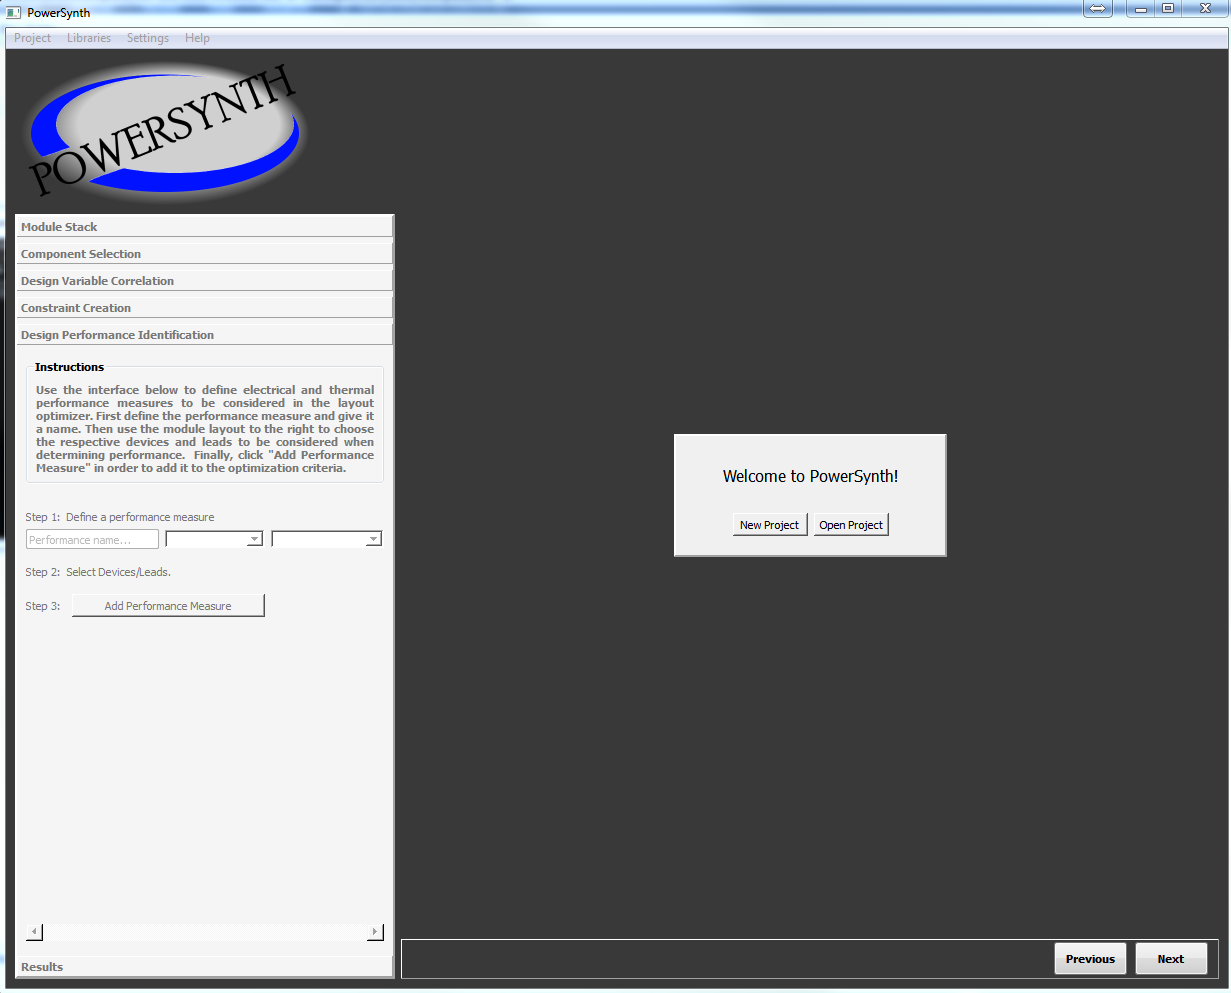 PowerSynth
Project Libraries Settings Help
POWERSYNTH
Module Stack
Component Selection
Design Variable Correlation
Constraint Creation
Design Performance Identification
Instructions
Use the interface below to define electrical and thermal
performance measures to be considered in the layout
optimizer. First define the performance measure and give it
a name. Then use the module layout to the right to choose
the respective devices and leads to be considered when
determining performance. Finally, click "Add Performance
Measure" in order to add it to the optimization criteria.
Step 1: Define a performance measure
Performance name...
Step 2: Select Devices/Leads.
Step 3: Add Performance Measure
Results
Welcome to PowerSynth!
New Project Open Project
Previous Next